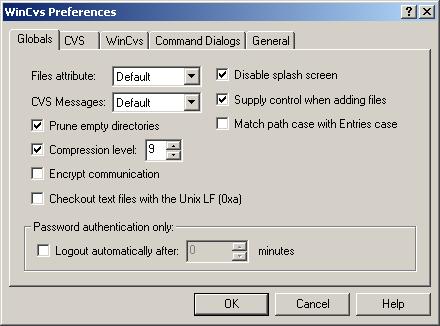 WinCvs Preferences
Globals CVS WinCvs Command Dialogs General
Files attribute: Default
Disable splash screen
CVS Messages: Default
Supply control when adding files
Prune empty directories
Match path case with Entries case
Compression level: 9
Encrypt communication
Checkout text files with the Unix LF (0xa)
Password authentication only:
Logout automatically after: 0 minutes
OK Cancel Help